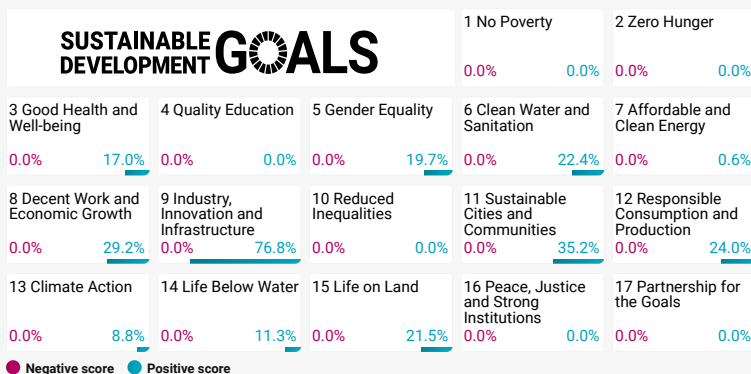 SUSTAINABLE
DEVELOPMENT GOALS
1 No Poverty
0.0% 0.0%
2 Zero Hunger
0.0% 0.0%
3 Good Health and
Well-being
0.0% 17.0%
4 Quality Education
0.0% 0.0%
5 Gender Equality
0.0% 19.7%
6 Clean Water and
Sanitation
0.0% 22.4%
7 Affordable and
Clean Energy
0.0% 0.6%
8 Decent Work and
Economic Growth
0.0% 29.2%
9 Industry,
Innovation and
Infrastructure
0.0% 76.8%
10 Reduced
Inequalities
0.0% 0.0%
11 Sustainable
Cities and
Communities
0.0% 35.2%
12 Responsible
Consumption and
Production
0.0% 24.0%
13 Climate Action
0.0% 8.8%
14 Life Below Water
0.0% 11.3%
15 Life on Land
0.0% 21.5%
16 Peace, Justice
and Strong
Institutions
0.0% 0.0%
17 Partnership for
the Goals
0.0% 0.0%
Negative score Positive score